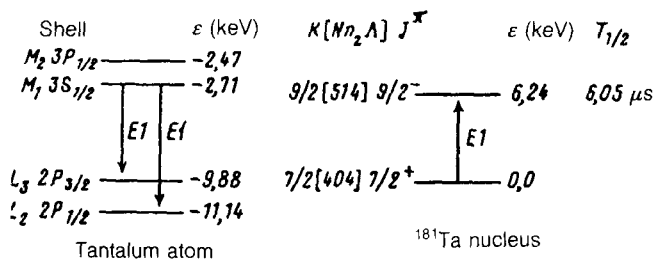 Shell ε (keV) K[Nn₂Λ] J^π ε (keV) T₁/₂
M₂ 3P₁/₂ -2,47
M₁ 3S₁/₂ -2,71 9/2[514] 9/2⁻ 6,24 6,05 μs
E1 E1 E1
L₃ 2P₃/₂ -9,88 7/2[404] 7/2⁺ 0,0
L₂ 2P₁/₂ -11,14
Tantalum atom ¹⁸¹Ta nucleus